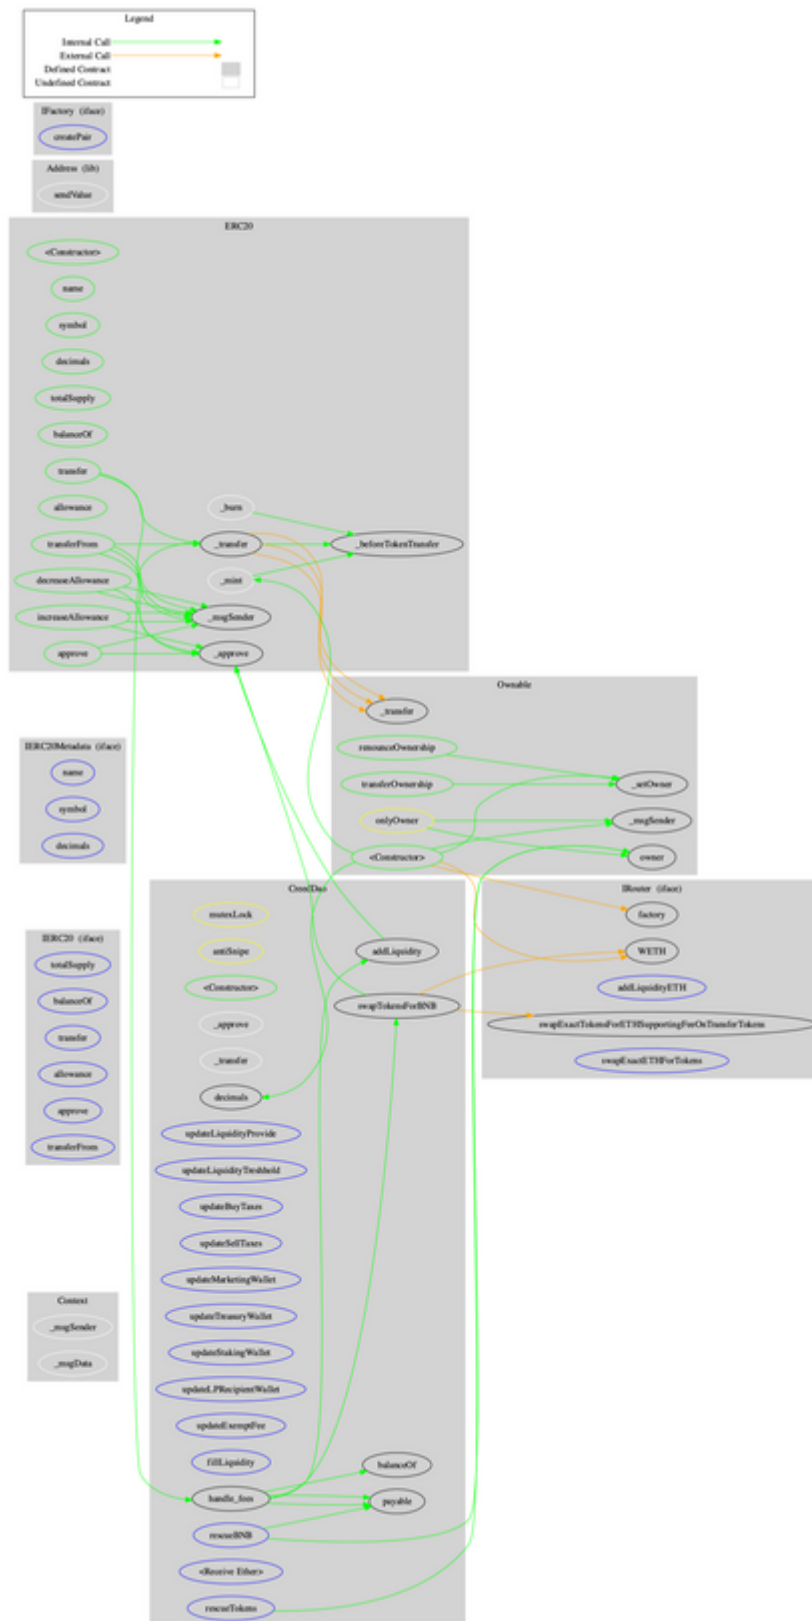 Legend
Internal Call
External Call
Defined Contract
Undefined Contract
IFactory (iface)
createPair
Address (lib)
sendValue
ERC20
<Constructor>
name
symbol
decimals
totalSupply
balanceOf
transfer
allowance
_burn
transferFrom
_transfer
_beforeTokenTransfer
decreaseAllowance
_mint
increaseAllowance
_msgSender
approve
_approve
Ownable
_transfer
renounceOwnership
transferOwnership
_setOwner
onlyOwner
_msgSender
<Constructor>
owner
IERC20Metadata (iface)
name
symbol
decimals
CreedDao
mutexLock
antiSnipe
<Constructor>
_approve
_transfer
decimals
addLiquidity
swapTokensForBNB
updateLiquidityProvide
updateLiquidityTreshhold
updateBuyTaxes
updateSellTaxes
updateMarketingWallet
updateTreasuryWallet
updateStakingWallet
updateLPRecipientWallet
updateExemptFee
fillLiquidity
balanceOf
handle_fees
payable
rescueBNB
<Receive Ether>
rescueTokens
IRouter (iface)
factory
WETH
addLiquidityETH
swapExactTokensForETHSupportingFeeOnTransferTokens
swapExactETHForTokens
IERC20 (iface)
totalSupply
balanceOf
transfer
allowance
approve
transferFrom
Context
_msgSender
_msgData